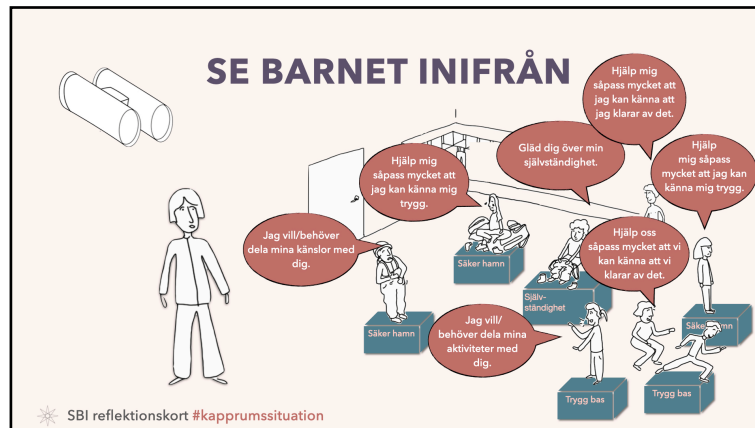 SE BARNET INIFRÅN
Hjälp mig
såpass mycket att
jag kan känna att
jag klarar av det.
Gläd dig över min
självständighet.
Hjälp
mig såpass
mycket att jag kan
känna mig trygg.
Hjälp mig
såpass mycket att
jag kan känna mig
trygg.
Jag vill/behöver
dela mina känslor med
dig.
Hjälp oss
såpass mycket att vi
kan känna att vi
klarar av det.
Jag vill/
behöver dela mina
aktiviteter med
dig.
Säker hamn
Själv-
ständighet
Säker hamn
Säker
Trygg bas
Trygg bas
SBI reflektionskort #kapprumssituation